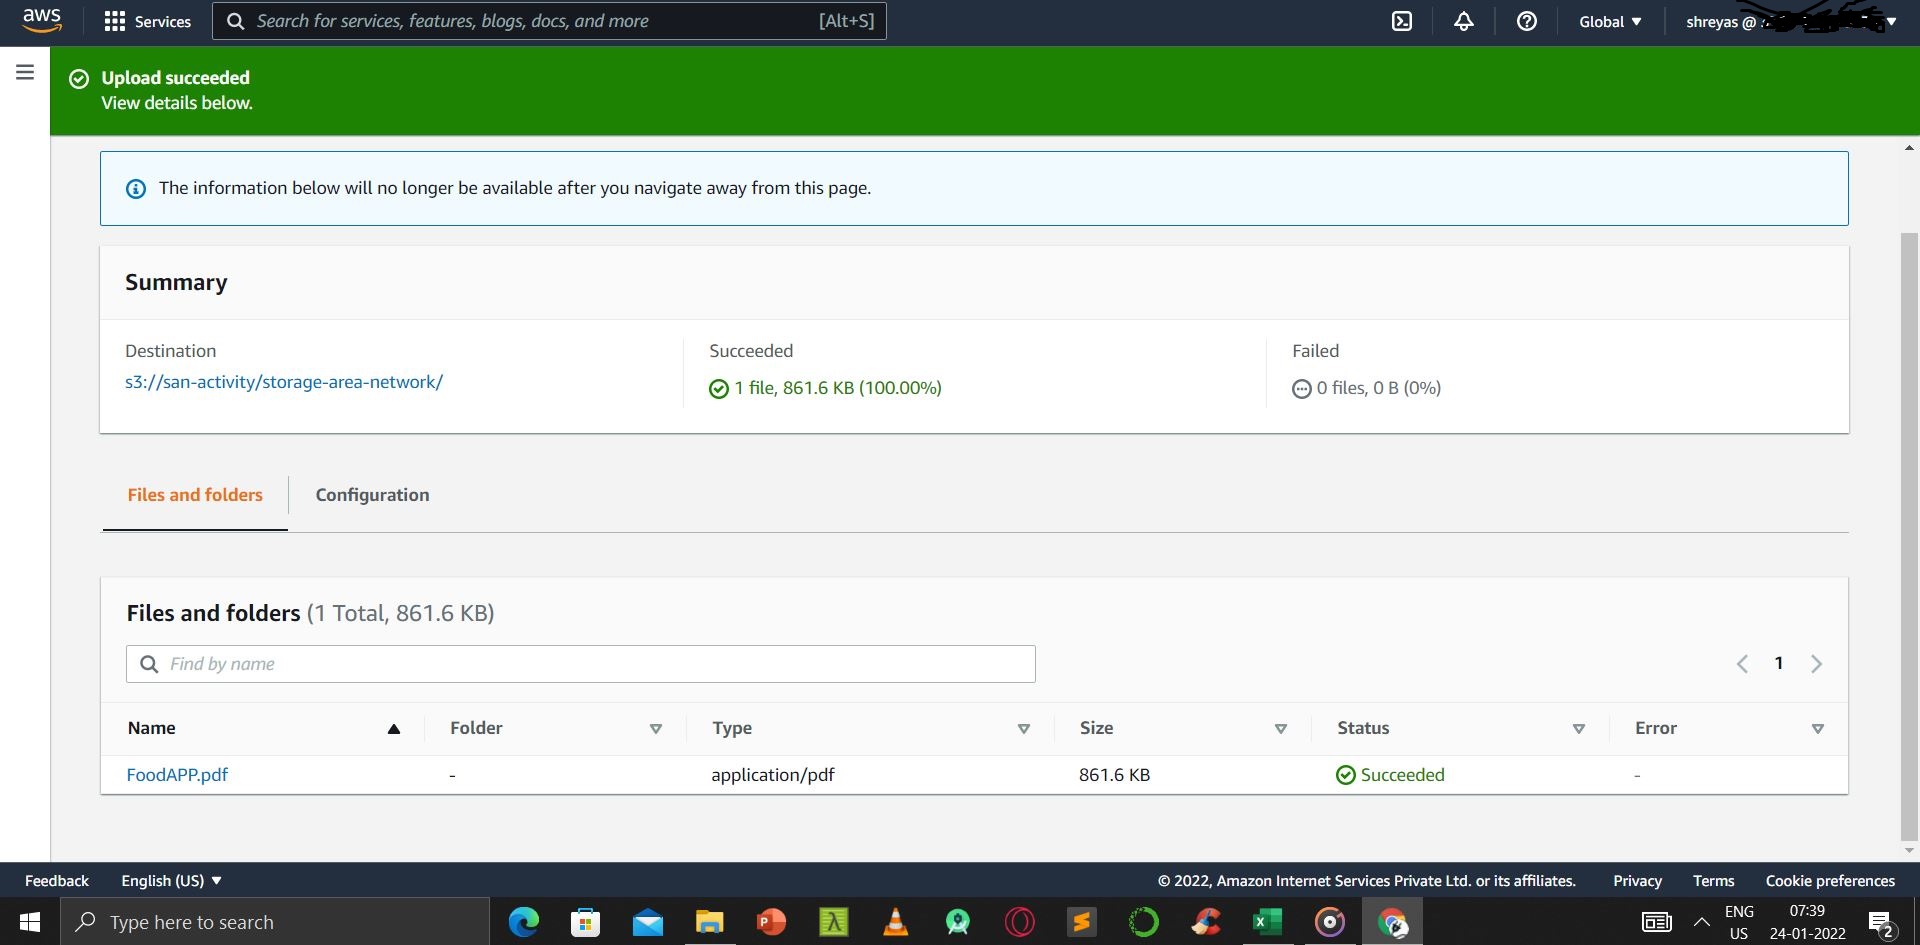 aws
Services
Search for services, features, blogs, docs, and more [Alt+S]
Global
shreyas @
Upload succeeded
View details below.
The information below will no longer be available after you navigate away from this page.
Summary
Destination Succeeded Failed
s3://san-activity/storage-area-network/ 1 file, 861.6 KB (100.00%) 0 files, 0 B (0%)
Files and folders Configuration
Files and folders (1 Total, 861.6 KB)
Find by name
1
Name Folder Type Size Status Error
FoodAPP.pdf - application/pdf 861.6 KB Succeeded -
Feedback English (US) © 2022, Amazon Internet Services Private Ltd. or its affiliates. Privacy Terms Cookie preferences
Type here to search
ENG 07:39
US 24-01-2022 2